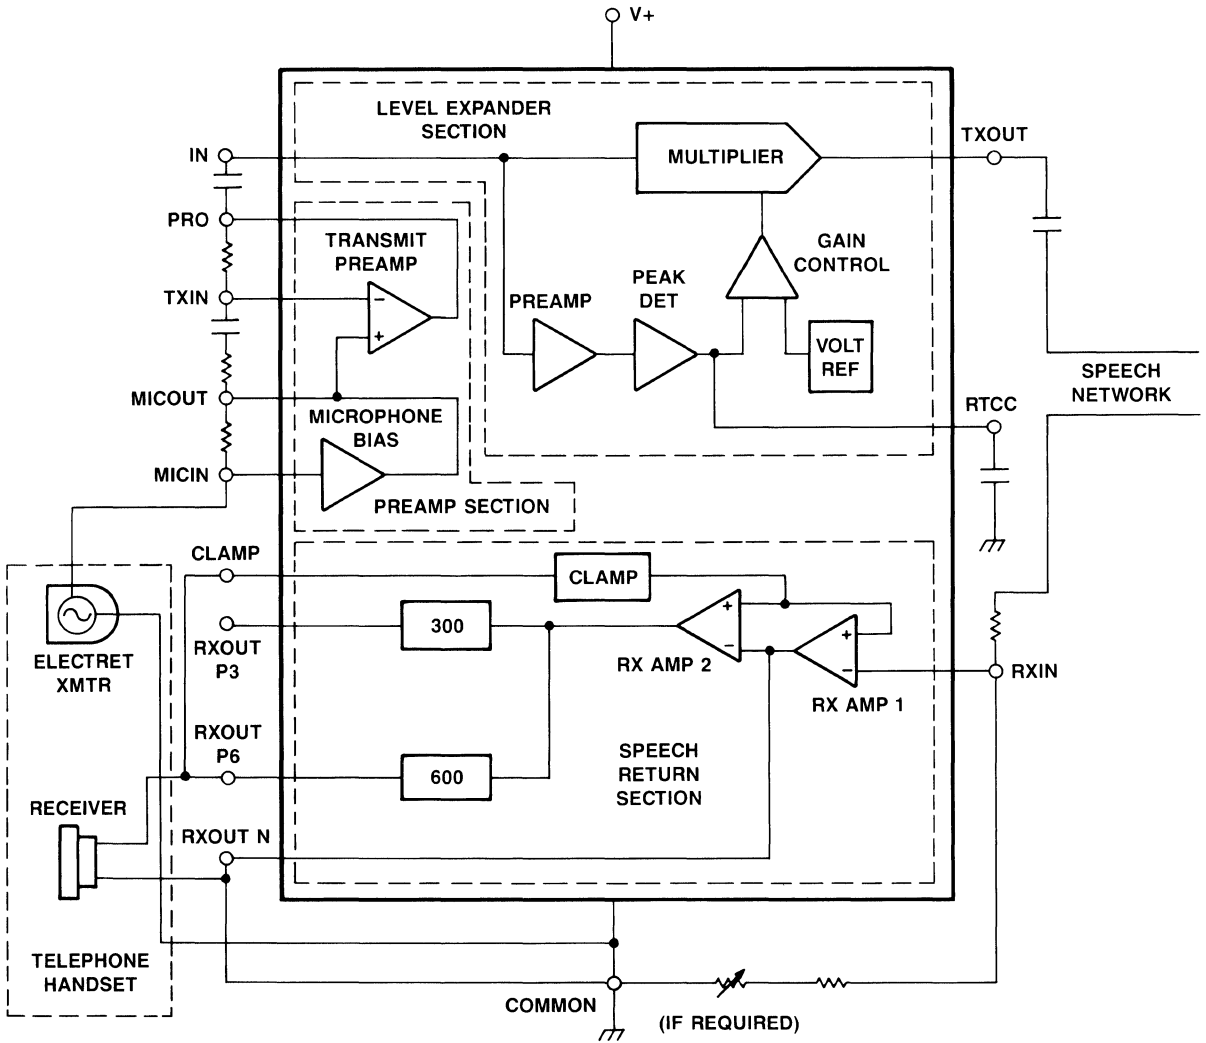 V+
LEVEL EXPANDER
SECTION
TXOUT
IN
MULTIPLIER
PRO
TRANSMIT
PREAMP
GAIN
CONTROL
PEAK
DET
TXIN
−
PREAMP
+
VOLT
REF
SPEECH
NETWORK
MICOUT
RTCC
MICROPHONE
BIAS
MICIN
PREAMP SECTION
CLAMP
CLAMP
+
300
+
RXOUT
P3
−
ELECTRET
XMTR
RX AMP 2
−
RXIN
RX AMP 1
RXOUT
P6
SPEECH
RETURN
SECTION
600
RECEIVER
RXOUT N
TELEPHONE
HANDSET
COMMON
(IF REQUIRED)